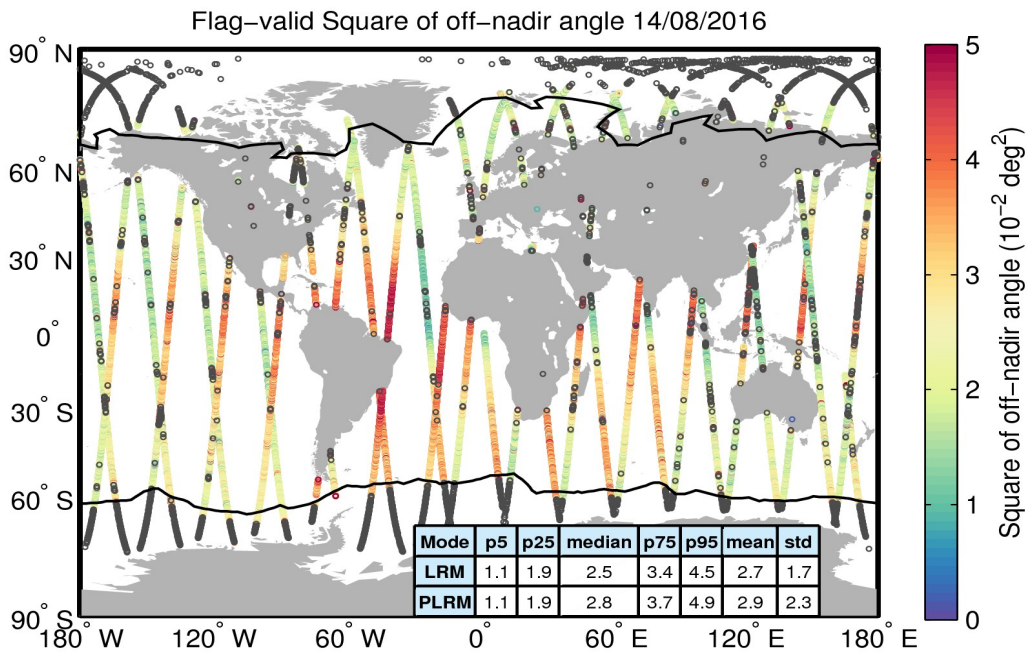 Flag−valid Square of off−nadir angle 14/08/2016
90° N
60° N
30° N
0°
30° S
60° S
90° S
180° W
120° W
60° W
0°
60° E
120° E
180° E
Mode p5 p25 median p75 p95 mean std
LRM 1.1 1.9 2.5 3.4 4.5 2.7 1.7
PLRM 1.1 1.9 2.8 3.7 4.9 2.9 2.3
5
4
3
2
1
0
Square of off−nadir angle (10⁻² deg²)